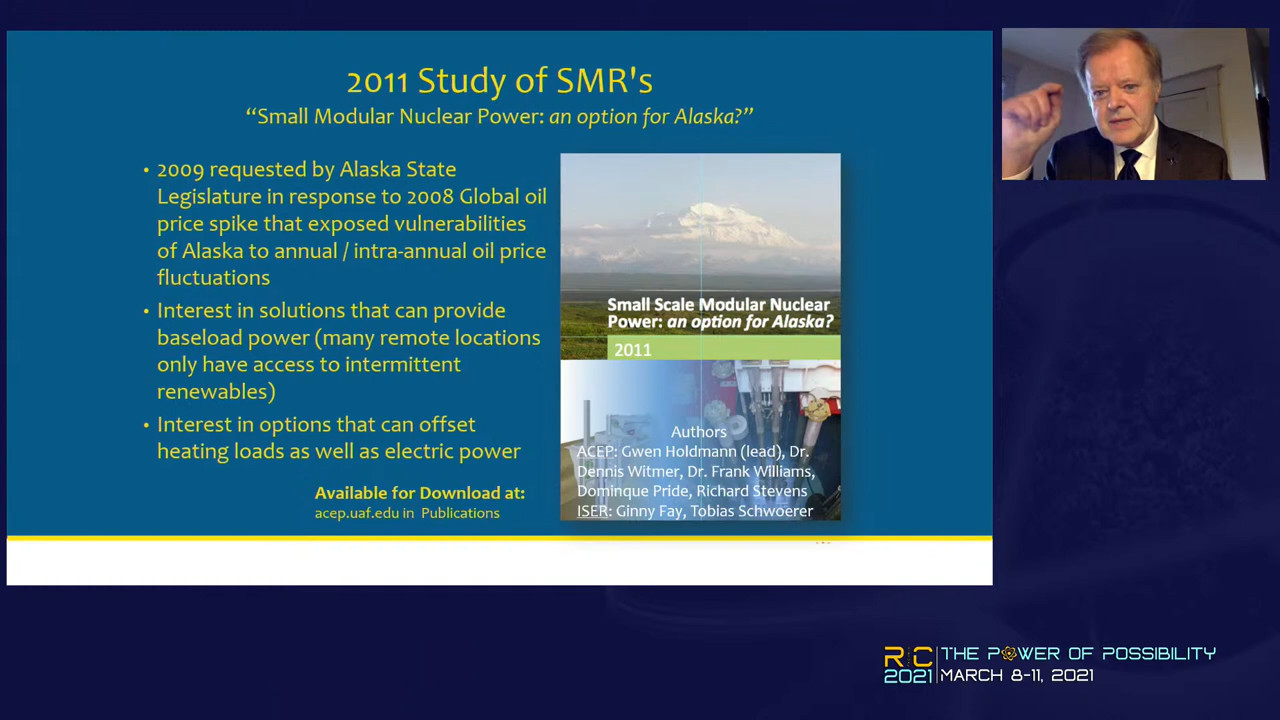 2011 Study of SMR's
“Small Modular Nuclear Power: an option for Alaska?”
• 2009 requested by Alaska State
Legislature in response to 2008 Global oil
price spike that exposed vulnerabilities
of Alaska to annual / intra-annual oil price
fluctuations
• Interest in solutions that can provide
baseload power (many remote locations
only have access to intermittent
renewables)
• Interest in options that can offset
heating loads as well as electric power
Available for Download at:
acep.uaf.edu in Publications
Small Scale Modular Nuclear
Power: an option for Alaska?
2011
Authors
ACEP: Gwen Holdmann (lead), Dr.
Dennis Witmer, Dr. Frank Williams,
Dominque Pride, Richard Stevens
ISER: Ginny Fay, Tobias Schwoerer
RIC
2021
THE POWER OF POSSIBILITY
MARCH 8-11, 2021